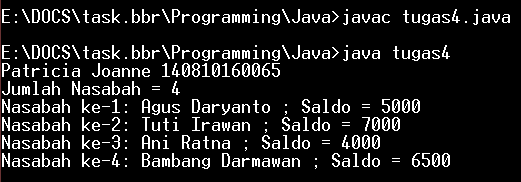 E:\DOCS\task.bbr\Programming\Java>javac tugas4.java
E:\DOCS\task.bbr\Programming\Java>java tugas4
Patricia Joanne 140810160065
Jumlah Nasabah = 4
Nasabah ke-1: Agus Daryanto ; Saldo = 5000
Nasabah ke-2: Tuti Irawan ; Saldo = 7000
Nasabah ke-3: Ani Ratna ; Saldo = 4000
Nasabah ke-4: Bambang Darmawan ; Saldo = 6500